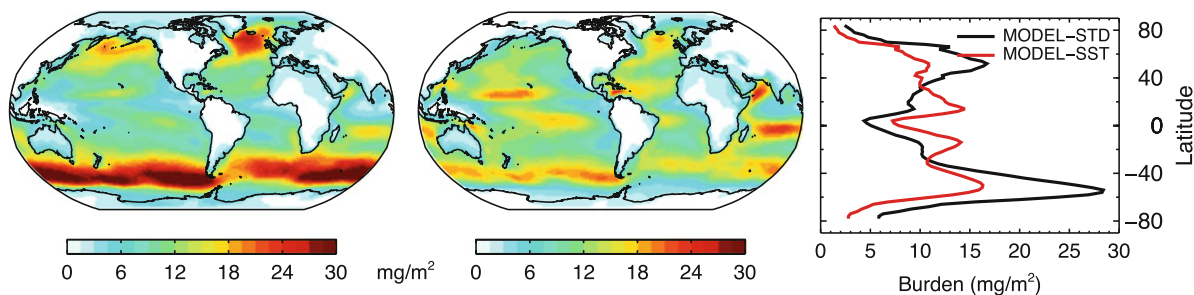 0 6 12 18 24 30 mg/m²
0 6 12 18 24 30
MODEL−STD
MODEL−SST
80
40
0
−40
−80
Latitude
0 5 10 15 20 25 30
Burden (mg/m²)